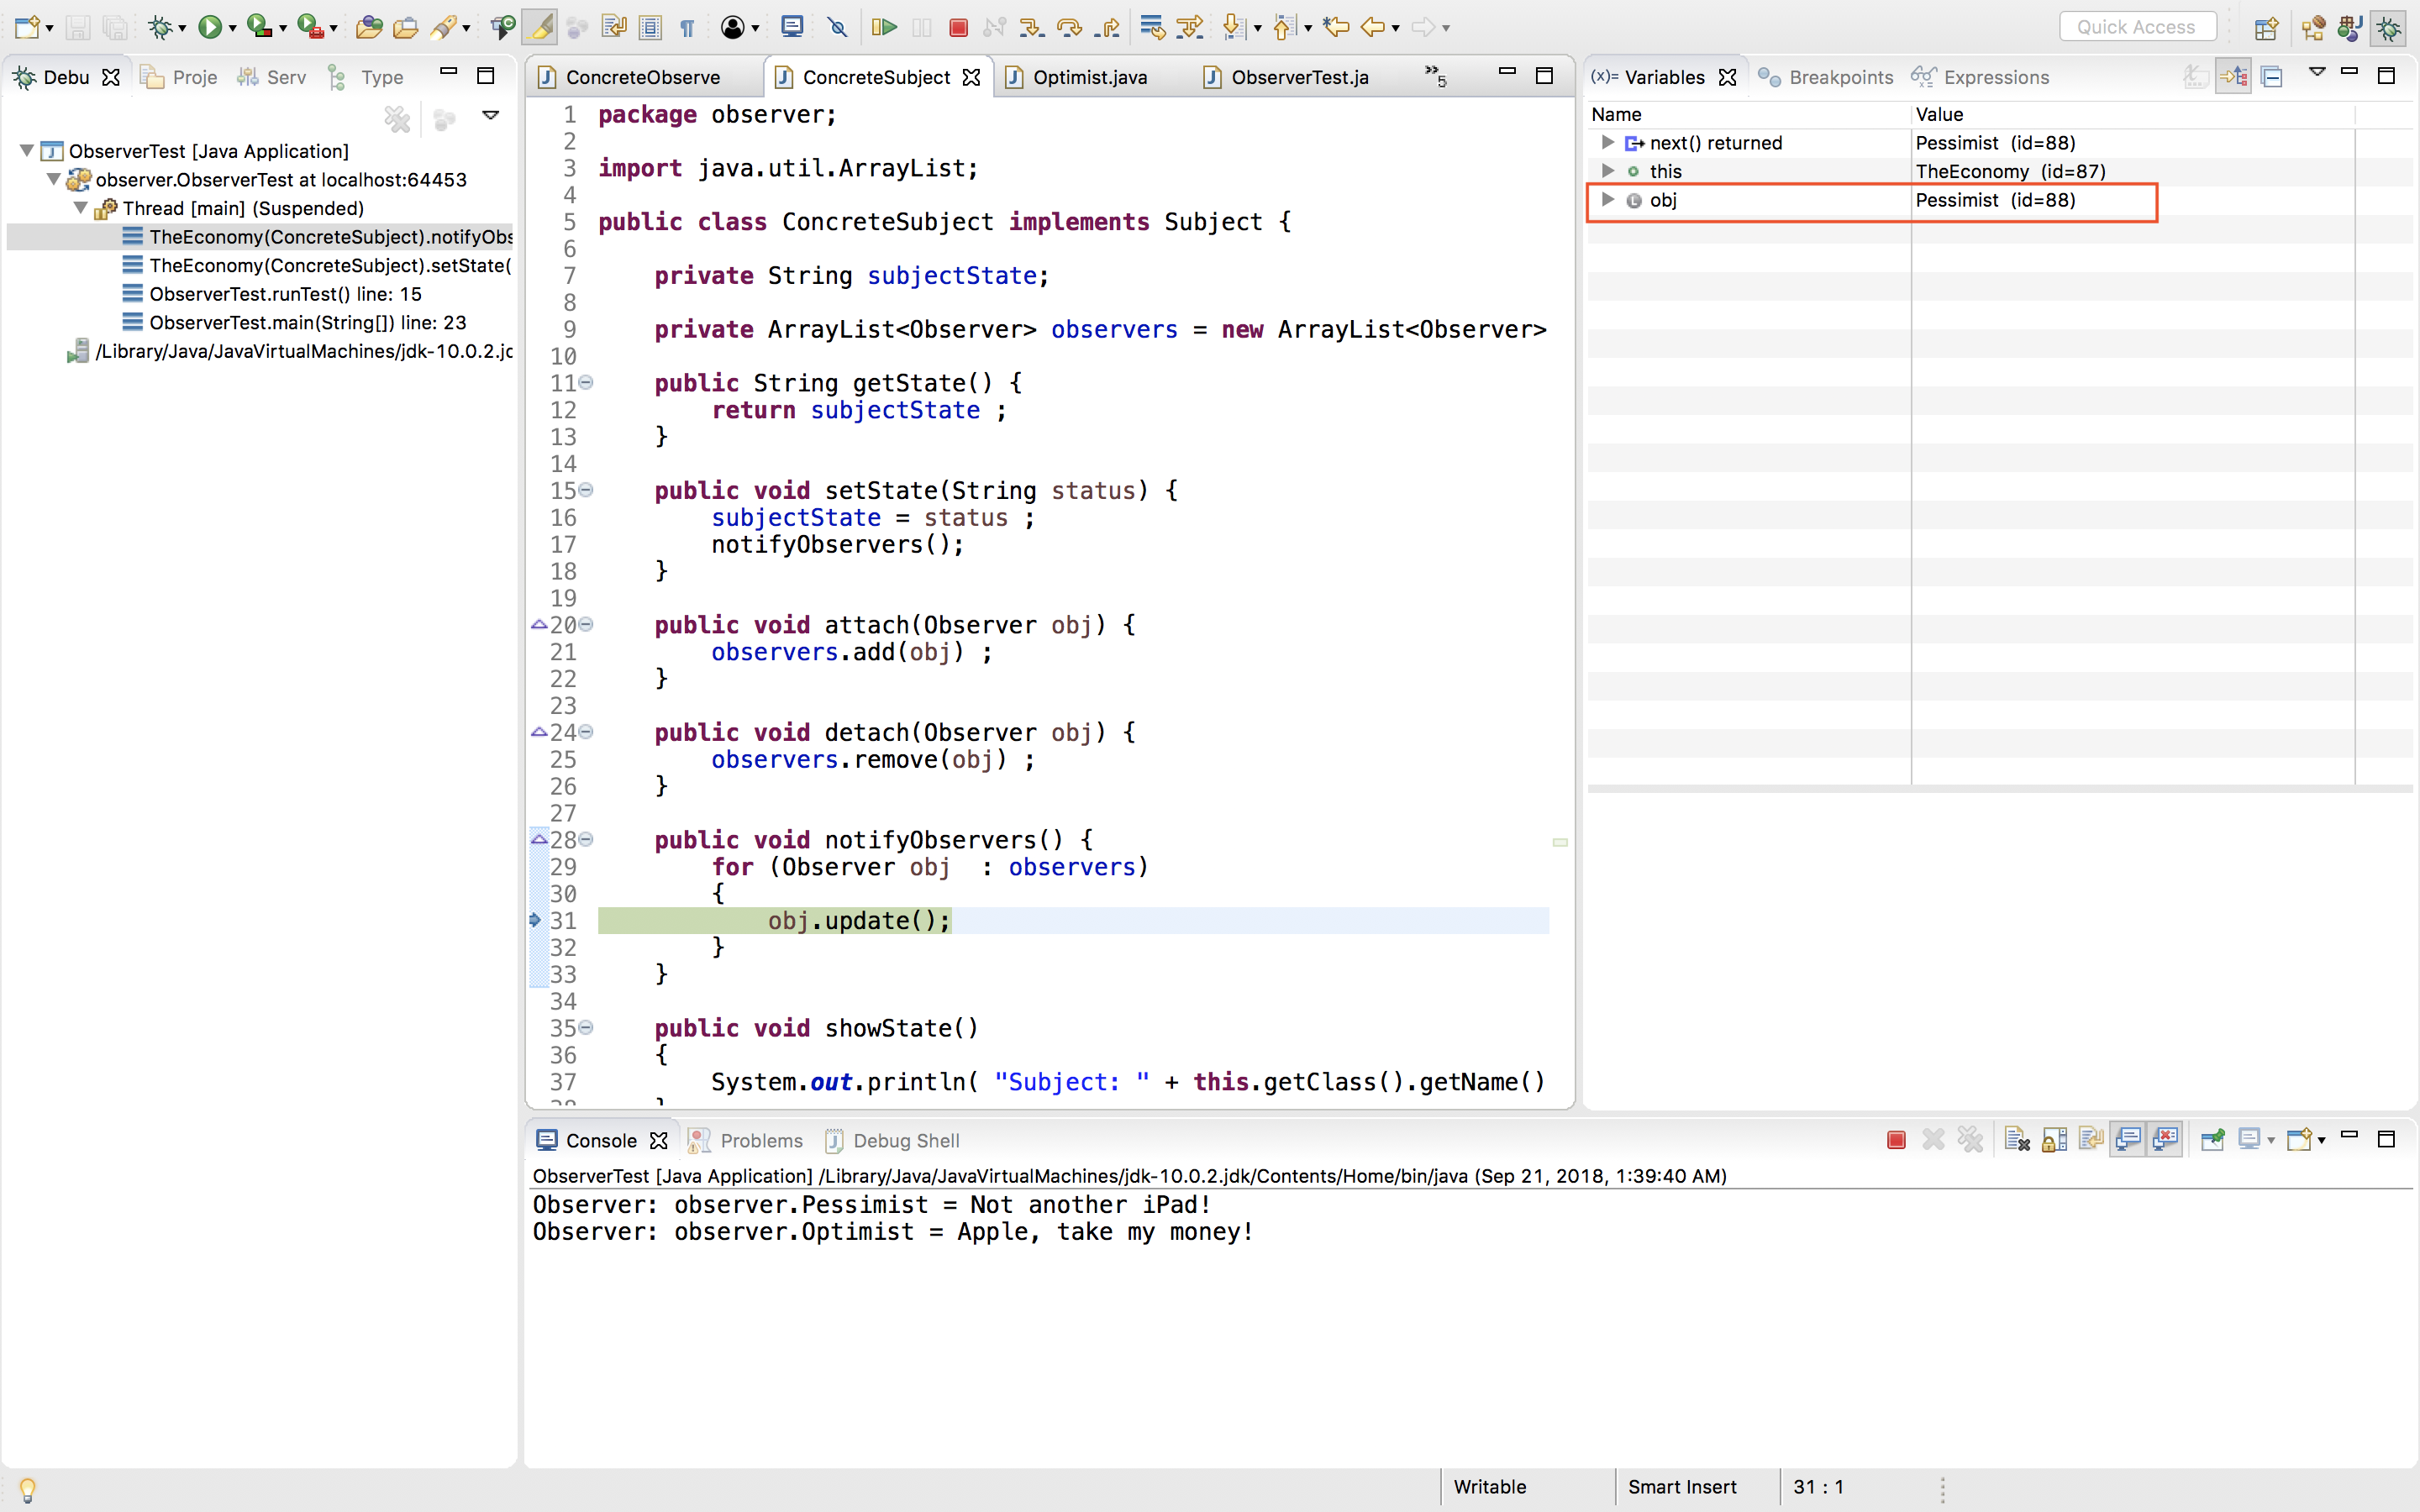 Quick Access
Debu
Proje
Serv
Type
ObserverTest [Java Application]
observer.ObserverTest at localhost:64453
Thread [main] (Suspended)
TheEconomy(ConcreteSubject).notifyObs
TheEconomy(ConcreteSubject).setState(
ObserverTest.runTest() line: 15
ObserverTest.main(String[]) line: 23
/Library/Java/JavaVirtualMachines/jdk-10.0.2.jc
ConcreteObserve
ConcreteSubject
Optimist.java
ObserverTest.ja
»5
1 package observer;
2
3 import java.util.ArrayList;
4
5 public class ConcreteSubject implements Subject {
6
7 private String subjectState;
8
9 private ArrayList<Observer> observers = new ArrayList<Observer>
10
11 public String getState() {
12 return subjectState ;
13 }
14
15 public void setState(String status) {
16 subjectState = status ;
17 notifyObservers();
18 }
19
20 public void attach(Observer obj) {
21 observers.add(obj) ;
22 }
23
24 public void detach(Observer obj) {
25 observers.remove(obj) ;
26 }
27
28 public void notifyObservers() {
29 for (Observer obj  : observers)
30 {
31 obj.update();
32 }
33 }
34
35 public void showState()
36 {
37 System.out.println( "Subject: " + this.getClass().getName()
38 }
(x)= Variables
Breakpoints
Expressions
Name Value
next() returned Pessimist (id=88)
this TheEconomy (id=87)
obj Pessimist (id=88)
Console
Problems
Debug Shell
ObserverTest [Java Application] /Library/Java/JavaVirtualMachines/jdk-10.0.2.jdk/Contents/Home/bin/java (Sep 21, 2018, 1:39:40 AM)
Observer: observer.Pessimist = Not another iPad!
Observer: observer.Optimist = Apple, take my money!
Writable
Smart Insert
31 : 1